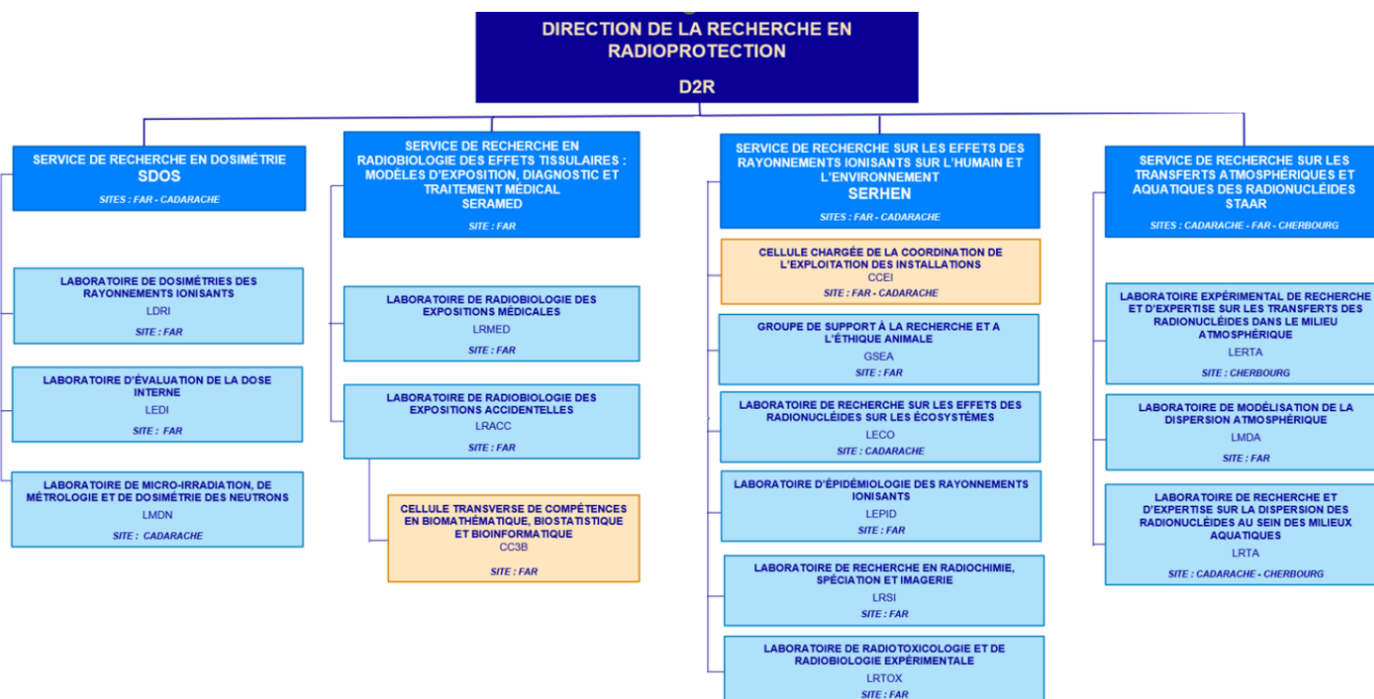 DIRECTION DE LA RECHERCHE EN
RADIOPROTECTION
D2R
SERVICE DE RECHERCHE EN DOSIMÉTRIE
SDOS
SITES : FAR - CADARACHE
LABORATOIRE DE DOSIMÉTRIES DES
RAYONNEMENTS IONISANTS
LDRI
SITE : FAR
LABORATOIRE D'ÉVALUATION DE LA DOSE
INTERNE
LEDI
SITE : FAR
LABORATOIRE DE MICRO-IRRADIATION, DE
MÉTROLOGIE ET DE DOSIMÉTRIE DES NEUTRONS
LMDN
SITE : CADARACHE
SERVICE DE RECHERCHE EN
RADIOBIOLOGIE DES EFFETS TISSULAIRES :
MODÈLES D'EXPOSITION, DIAGNOSTIC ET
TRAITEMENT MÉDICAL
SERAMED
SITE : FAR
LABORATOIRE DE RADIOBIOLOGIE DES
EXPOSITIONS MÉDICALES
LRMED
SITE : FAR
LABORATOIRE DE RADIOBIOLOGIE DES
EXPOSITIONS ACCIDENTELLES
LRACC
SITE : FAR
CELLULE TRANSVERSE DE COMPÉTENCES
EN BIOMATHÉMATIQUE, BIOSTATISTIQUE
ET BIOINFORMATIQUE
CC3B
SITE : FAR
SERVICE DE RECHERCHE SUR LES EFFETS DES
RAYONNEMENTS IONISANTS SUR L'HUMAIN ET
L'ENVIRONNEMENT
SERHEN
SITES : FAR - CADARACHE
CELLULE CHARGÉE DE LA COORDINATION DE
L'EXPLOITATION DES INSTALLATIONS
CCEI
SITE : FAR - CADARACHE
GROUPE DE SUPPORT À LA RECHERCHE ET A
L'ÉTHIQUE ANIMALE
GSEA
SITE : FAR
LABORATOIRE DE RECHERCHE SUR LES EFFETS DES
RADIONUCLÉIDES SUR LES ÉCOSYSTÈMES
LECO
SITE : CADARACHE
LABORATOIRE D'ÉPIDÉMIOLOGIE DES RAYONNEMENTS
IONISANTS
LEPID
SITE : FAR
LABORATOIRE DE RECHERCHE EN RADIOCHIMIE,
SPÉCIATION ET IMAGERIE
LRSI
SITE : FAR
LABORATOIRE DE RADIOTOXICOLOGIE ET DE
RADIOBIOLOGIE EXPÉRIMENTALE
LRTOX
SITE : FAR
SERVICE DE RECHERCHE SUR LES
TRANSFERTS ATMOSPHÉRIQUES ET
AQUATIQUES DES RADIONUCLÉIDES
STAAR
SITES : CADARACHE - FAR - CHERBOURG
LABORATOIRE EXPÉRIMENTAL DE RECHERCHE
ET D'EXPERTISE SUR LES TRANSFERTS DES
RADIONUCLÉIDES DANS LE MILIEU
ATMOSPHÉRIQUE
LERTA
SITE : CHERBOURG
LABORATOIRE DE MODÉLISATION DE LA
DISPERSION ATMOSPHÉRIQUE
LMDA
SITE : FAR
LABORATOIRE DE RECHERCHE ET
D'EXPERTISE SUR LA DISPERSION DES
RADIONUCLÉIDES AU SEIN DES MILIEUX
AQUATIQUES
LRTA
SITE : CADARACHE - CHERBOURG